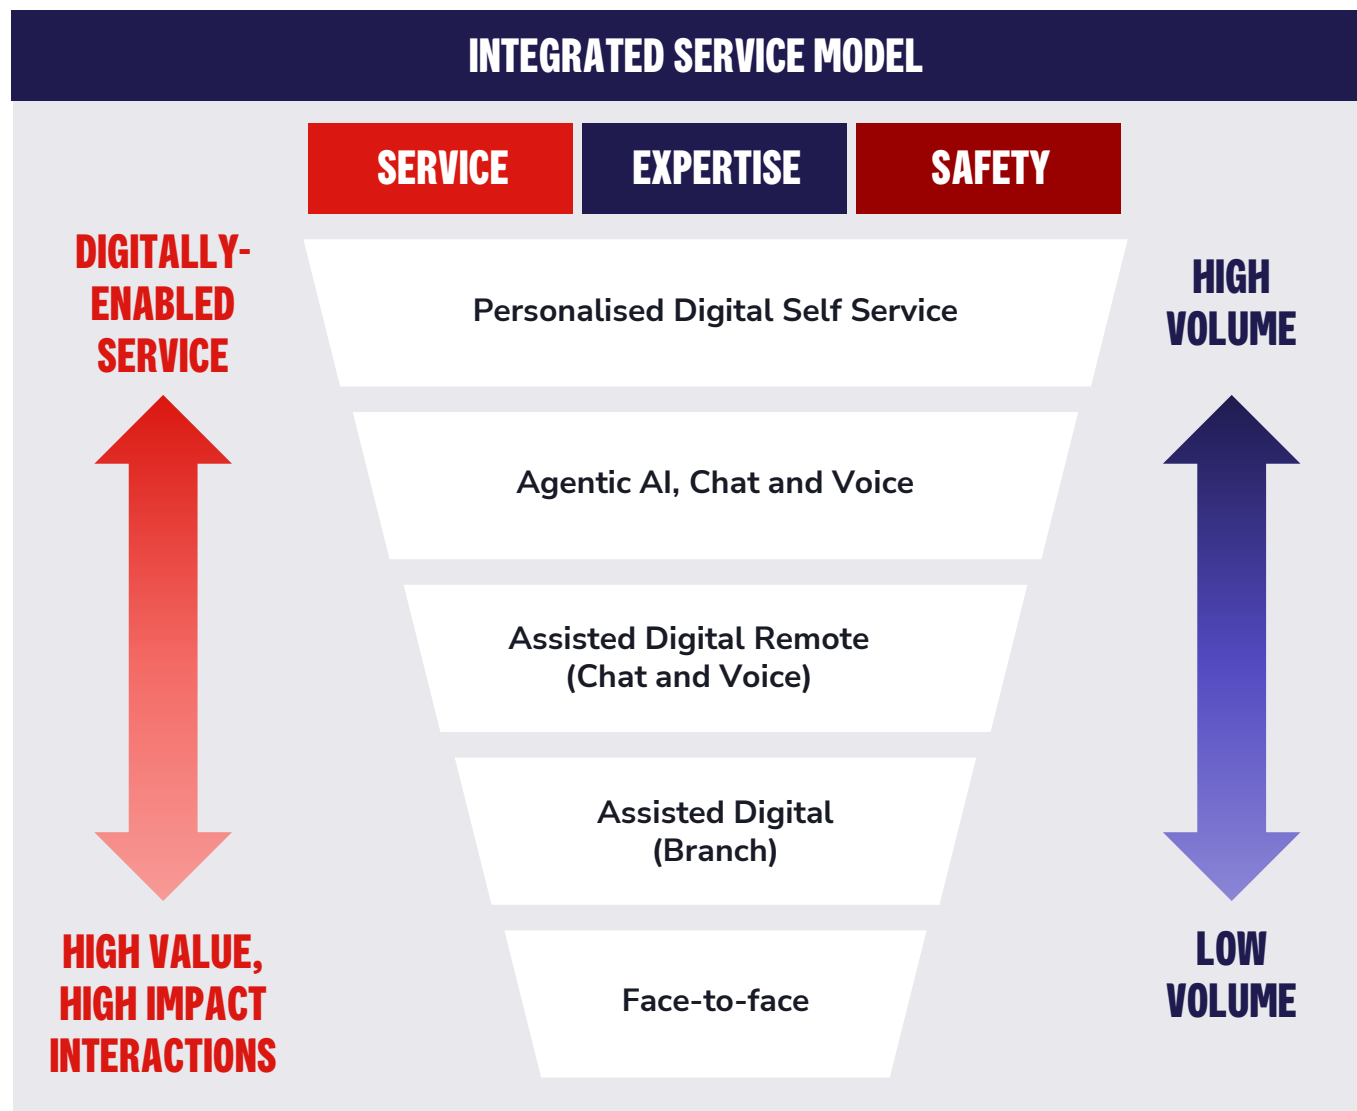 INTEGRATED SERVICE MODEL
SERVICE
EXPERTISE
SAFETY
DIGITALLY-
ENABLED
SERVICE
HIGH
VOLUME
Personalised Digital Self Service
Agentic AI, Chat and Voice
Assisted Digital Remote
(Chat and Voice)
Assisted Digital
(Branch)
Face-to-face
HIGH VALUE,
HIGH IMPACT
INTERACTIONS
LOW
VOLUME